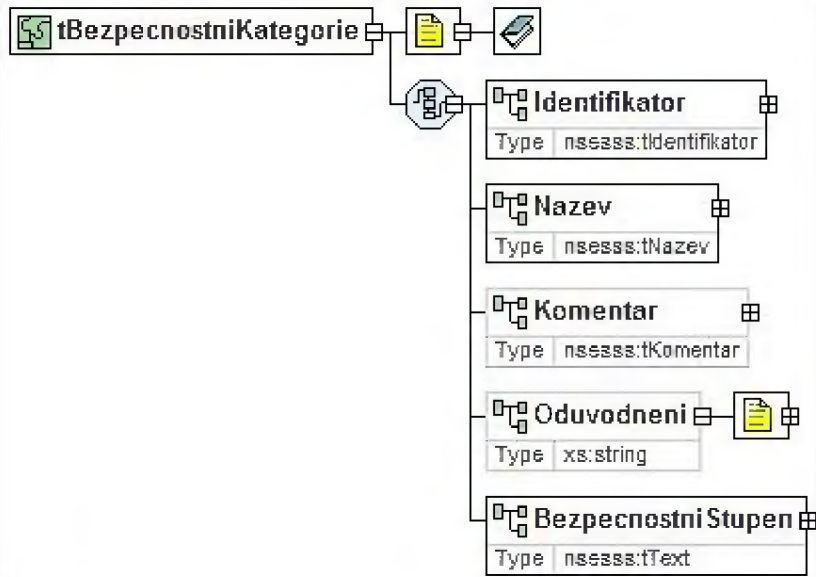 tBezpecnostniKategorie
Identifikator
Type nsesss:tIdentifikator
Nazev
Type nsesss:tNazev
Komentar
Type nsesss:tKomentar
Oduvodneni
Type xs:string
BezpecnostniStupen
Type nsesss:tText